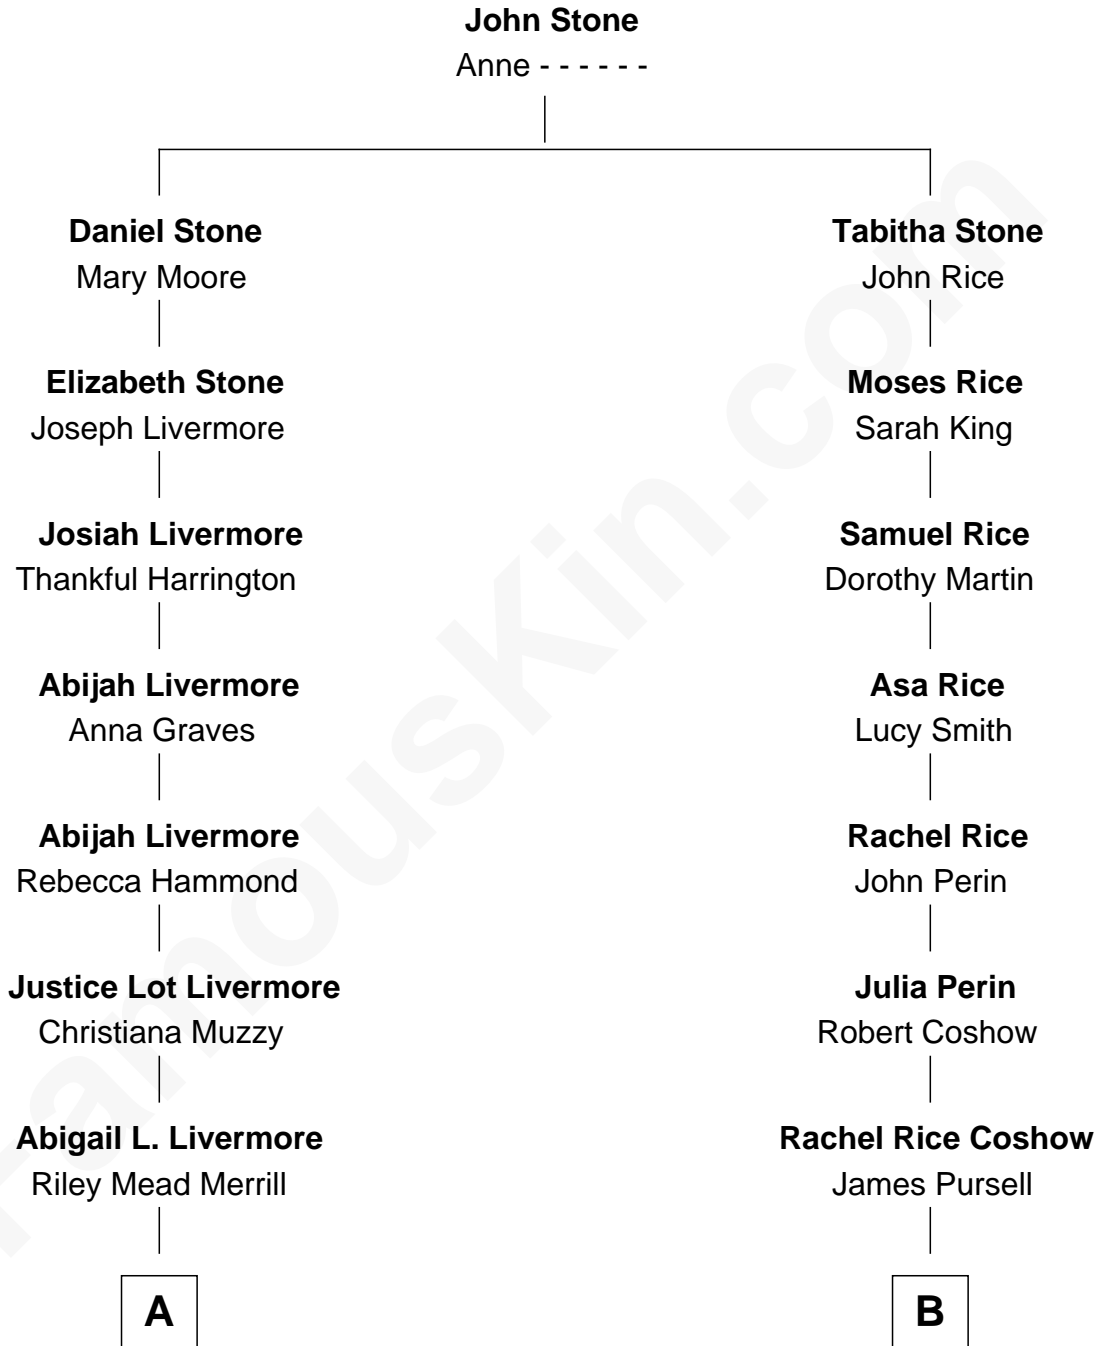 John Stone
Anne - - - - - -
Daniel Stone
Mary Moore
Tabitha Stone
John Rice
Elizabeth Stone
Joseph Livermore
Moses Rice
Sarah King
Josiah Livermore
Thankful Harrington
Samuel Rice
Dorothy Martin
Abijah Livermore
Anna Graves
Asa Rice
Lucy Smith
Abijah Livermore
Rebecca Hammond
Rachel Rice
John Perin
Justice Lot Livermore
Christiana Muzzy
Julia Perin
Robert Coshow
Abigail L. Livermore
Riley Mead Merrill
Rachel Rice Coshow
James Pursell
A
B
FamousKin.com